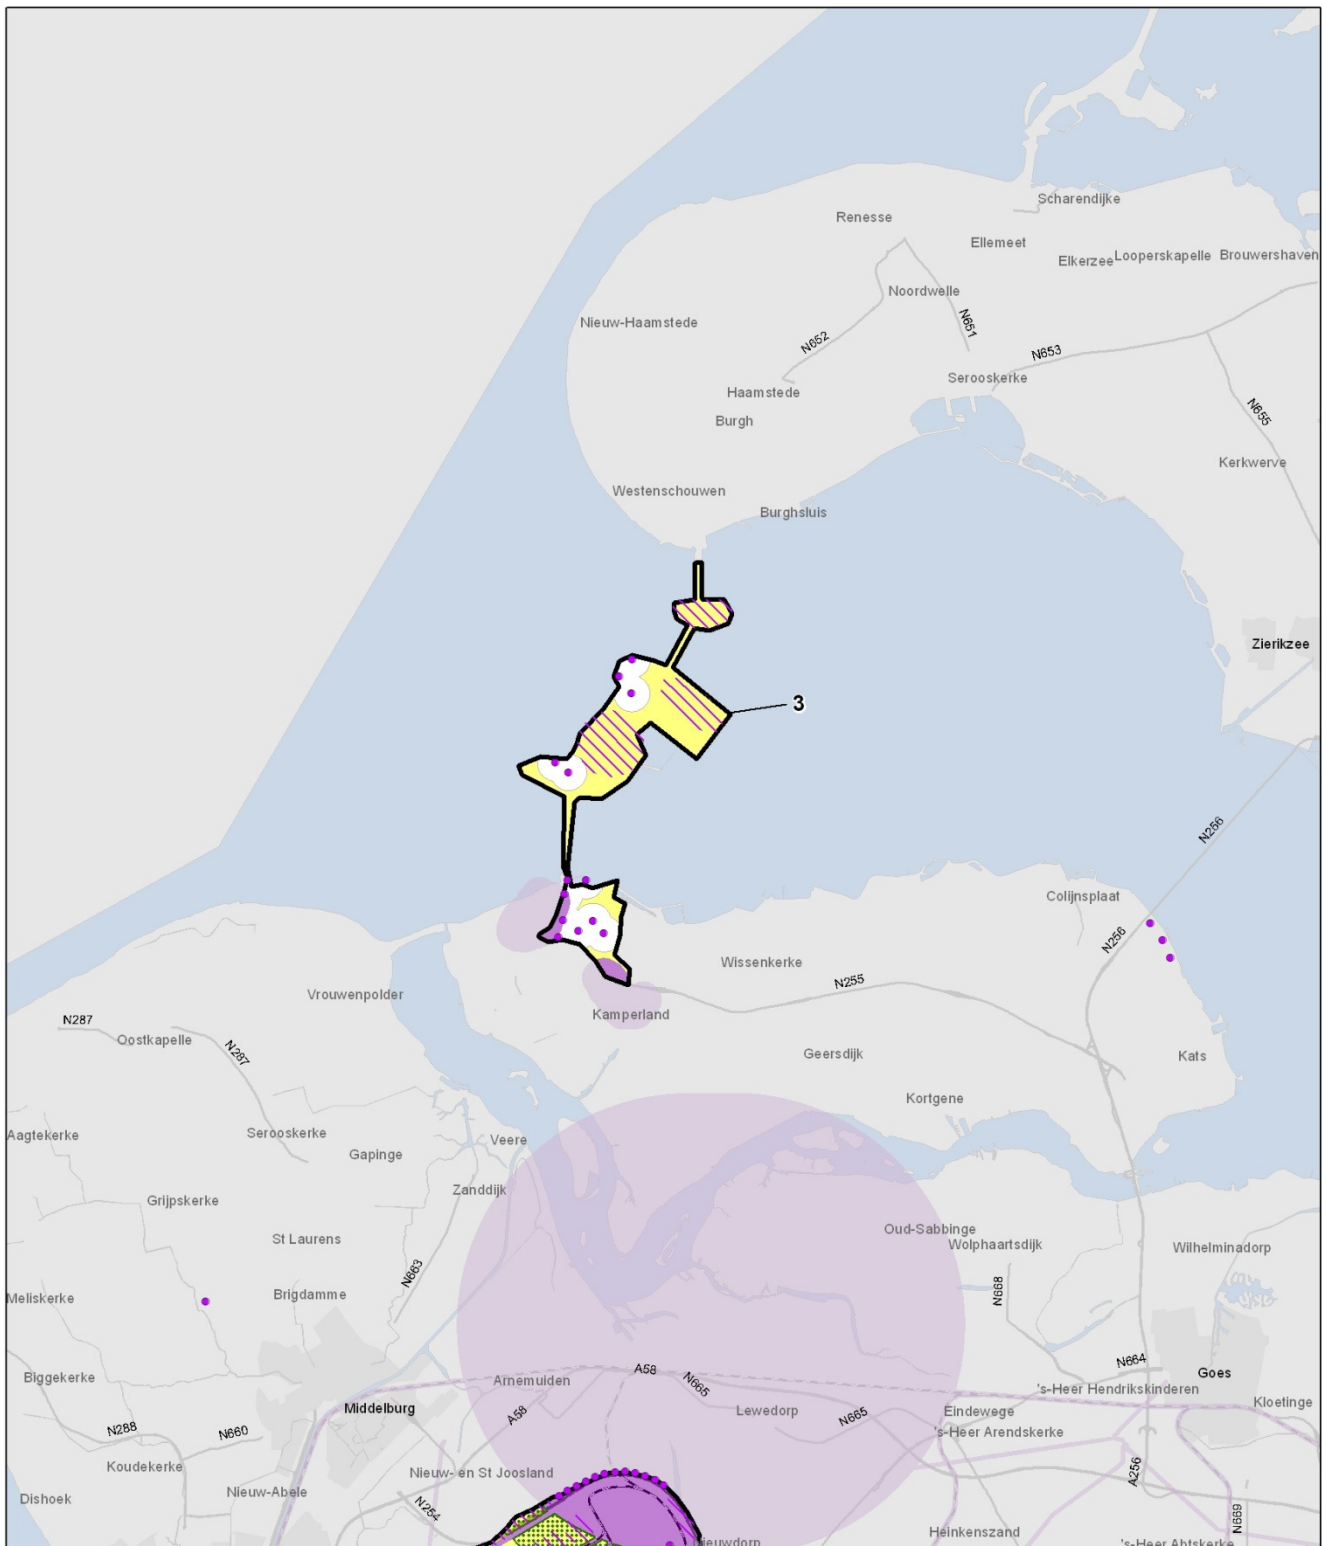 Scharendijke
Renesse
Ellemeet
Elkerzee
Looperskapelle
Brouwershaven
Noordwelle
Nieuw-Haamstede
N651
N652
N653
Serooskerke
Haamstede
N655
Burgh
Kerkwerve
Westenschouwen
Burghsluis
Zierikzee
3
N256
Colijnsplaat
N256
Wissenkerke
N255
Vrouwenpolder
Kamperland
N287
Oostkapelle
N287
Geersdijk
Kats
Kortgene
Aagtekerke
Serooskerke
Veere
Gapinge
Zanddijk
Grijpskerke
Oud-Sabbinge
St Laurens
Wolphaartsdijk
Wilhelminadorp
N663
Brigdamme
N668
Meliskerke
N664
A58
Goes
Biggekerke
Arnemuiden
N665
's-Heer Hendrikskinderen
Kloetinge
Middelburg
Lewedorp
A58
N665
Eindewege
N288
N660
's-Heer Arendskerke
Koudekerke
Nieuw- en St Joosland
A256
Nieuw-Abele
Dishoek
N254
N669
Heinkenszand
ieuwdorp
's-Heer Abtskerke